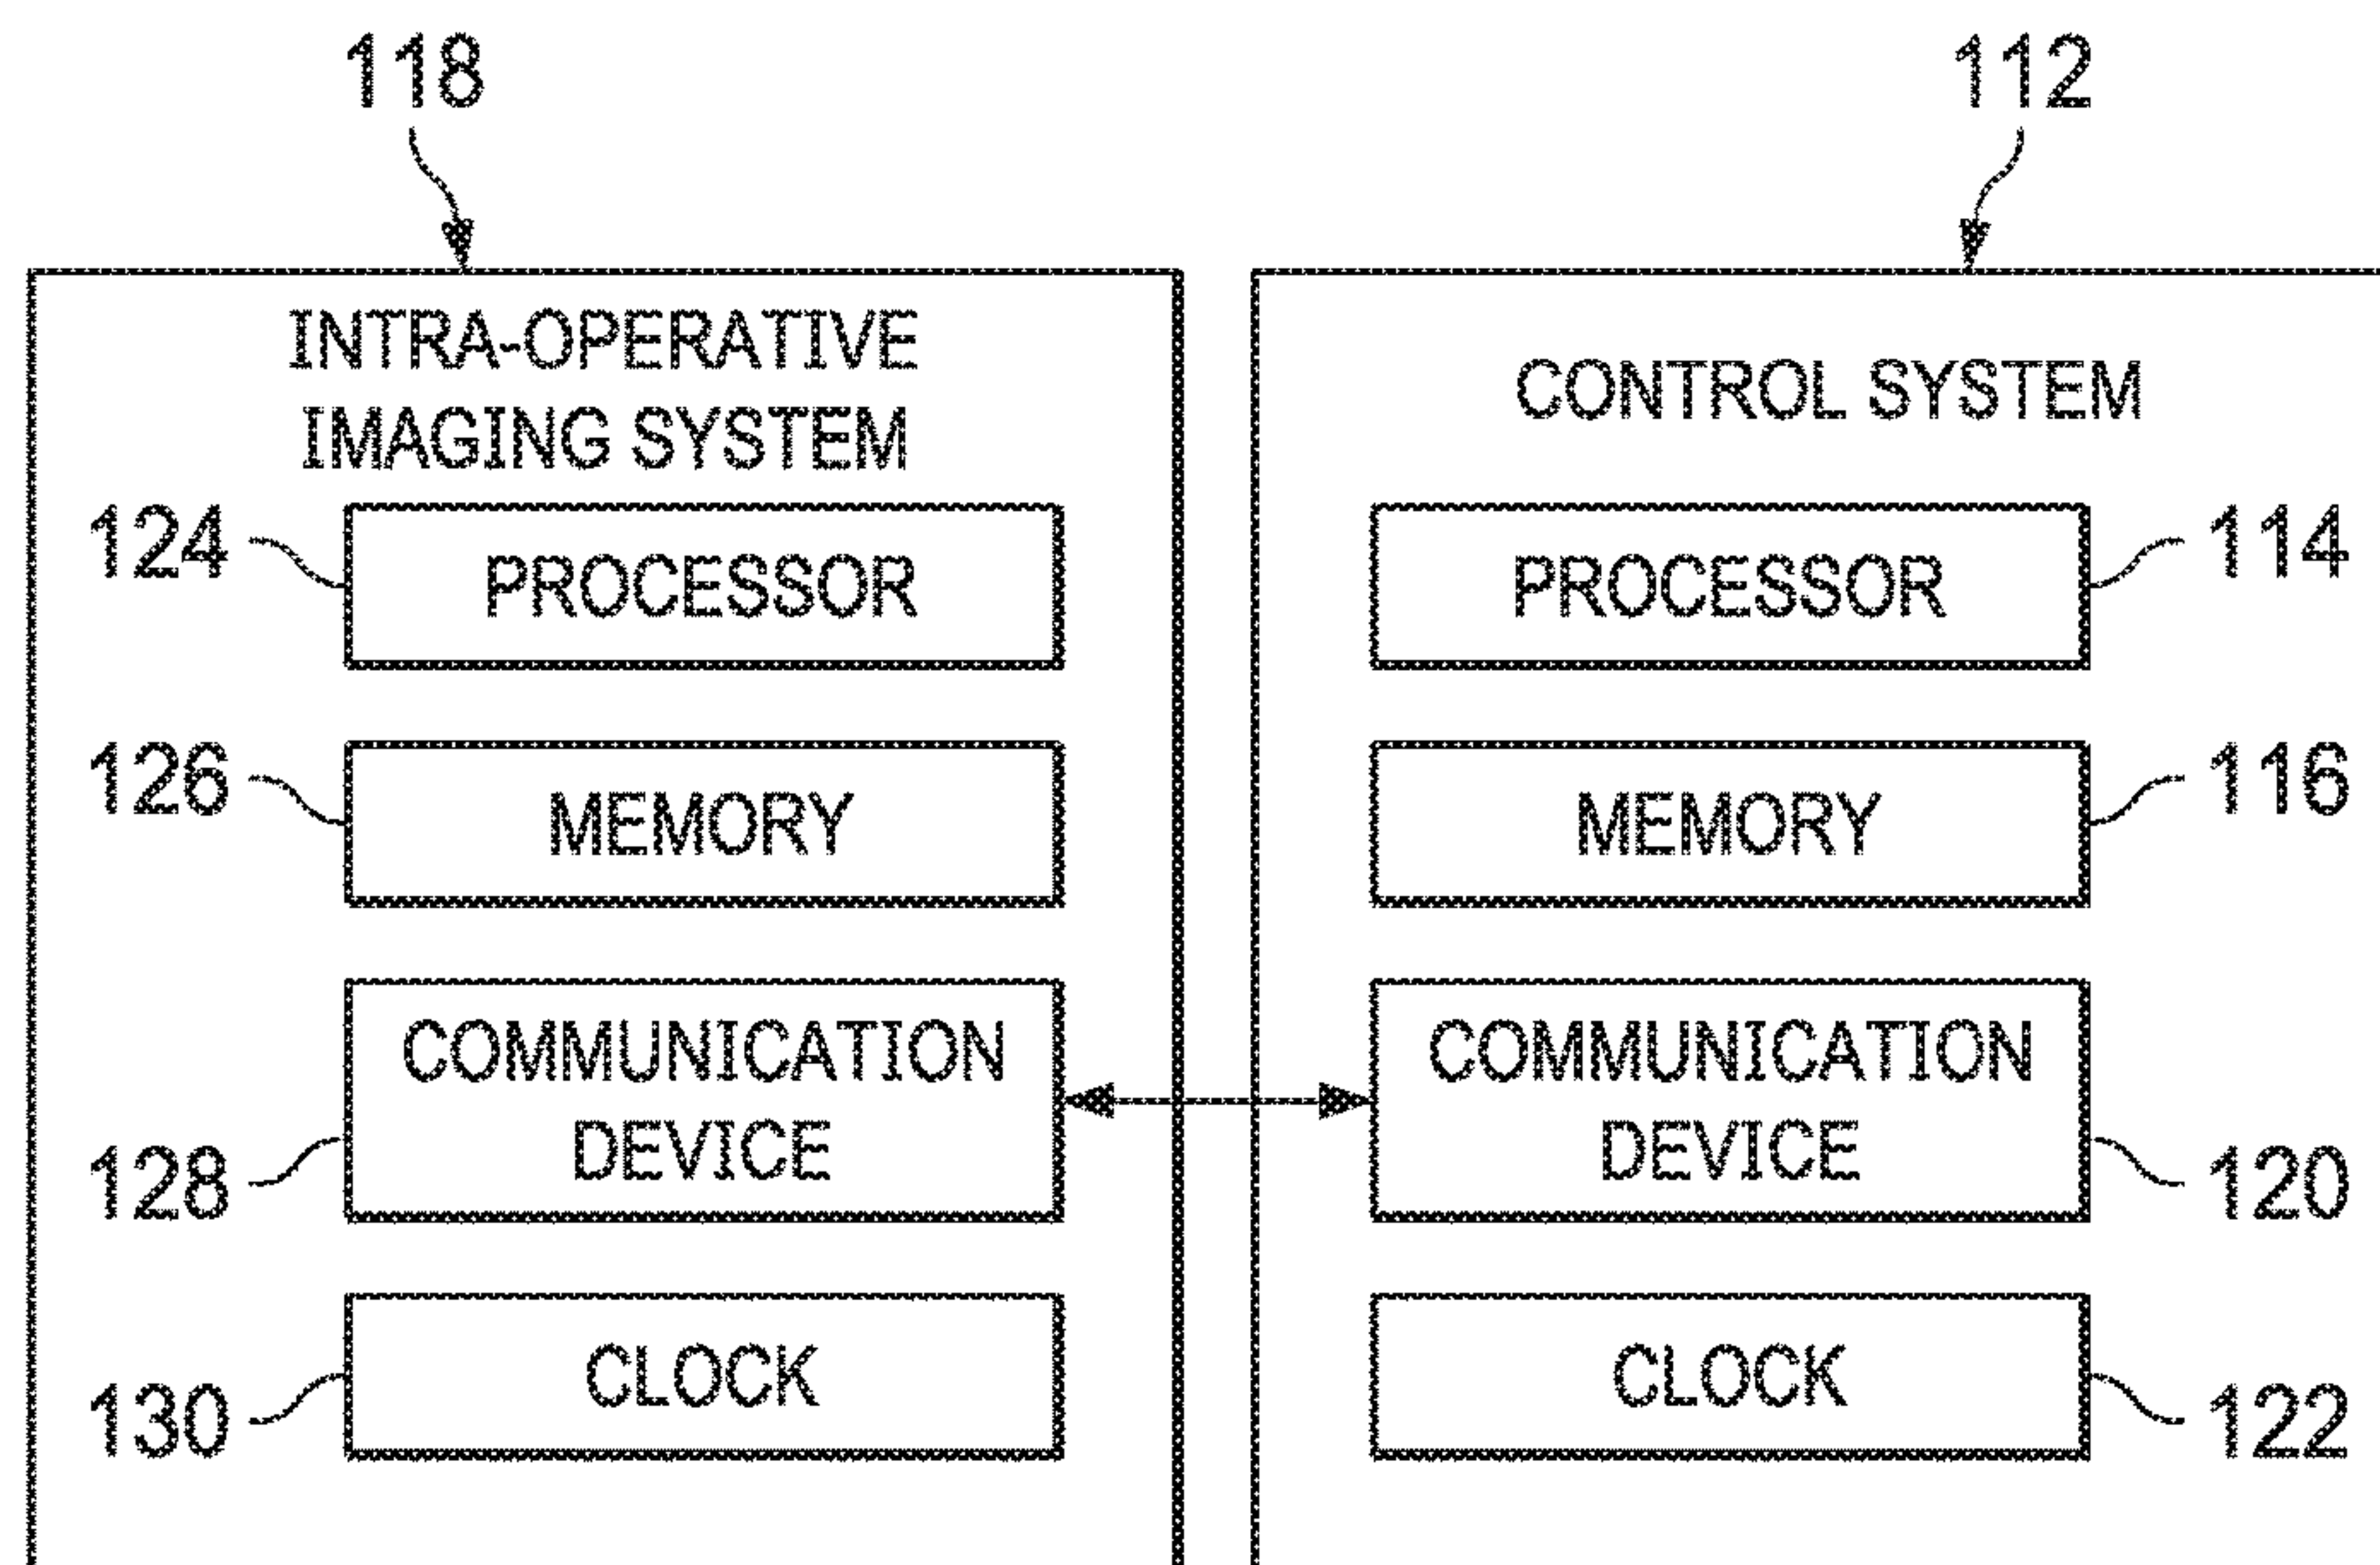 118
112
INTRA-OPERATIVE
IMAGING SYSTEM
CONTROL SYSTEM
124
PROCESSOR
PROCESSOR
114
126
MEMORY
MEMORY
116
COMMUNICATION
DEVICE
128
COMMUNICATION
DEVICE
120
130
CLOCK
CLOCK
122